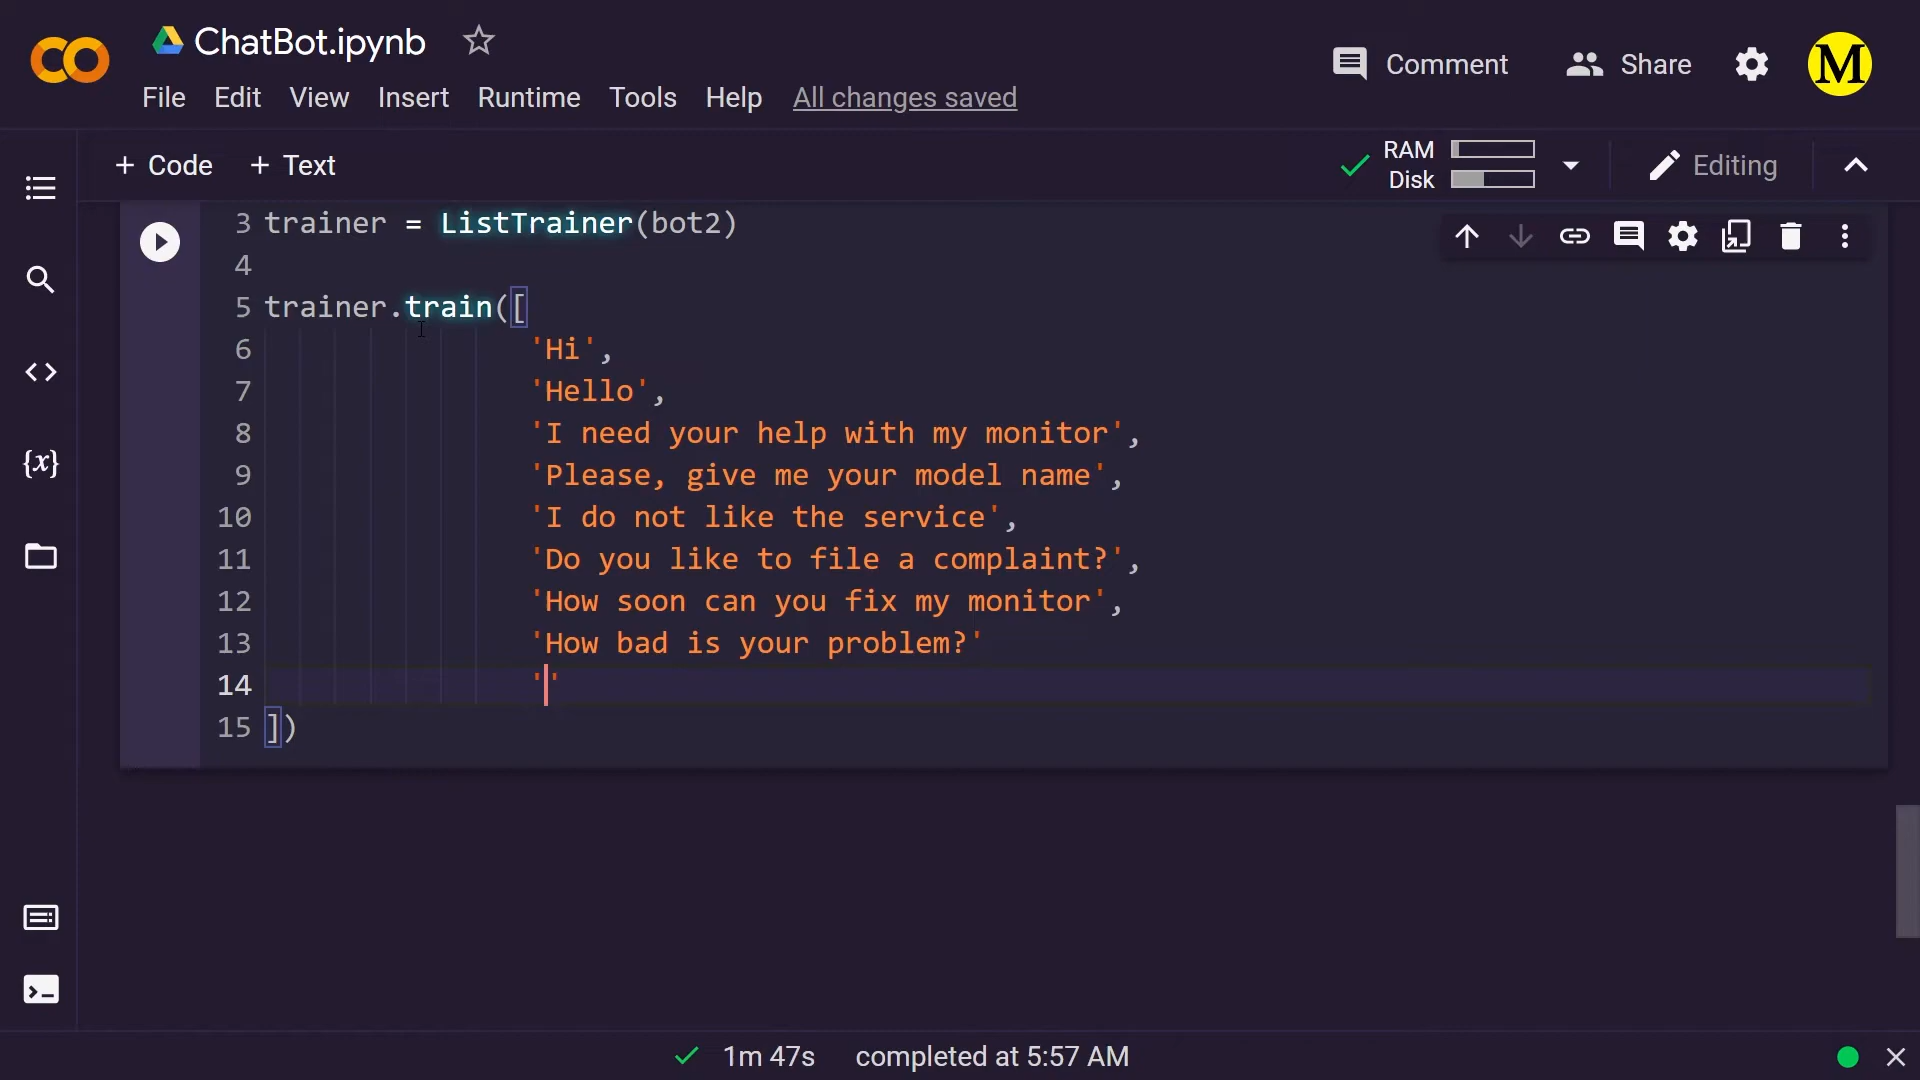 ChatBot.ipynb
Comment
Share
M
File Edit View Insert Runtime Tools Help All changes saved
+ Code + Text
RAM
Disk
Editing
3 trainer = ListTrainer(bot2)
4
5 trainer.train([
6 'Hi',
7 'Hello',
8 'I need your help with my monitor',
9 'Please, give me your model name',
10 'I do not like the service',
11 'Do you like to file a complaint?',
12 'How soon can you fix my monitor',
13 'How bad is your problem?'
14 ''
15 ])
{x}
1m 47s completed at 5:57 AM